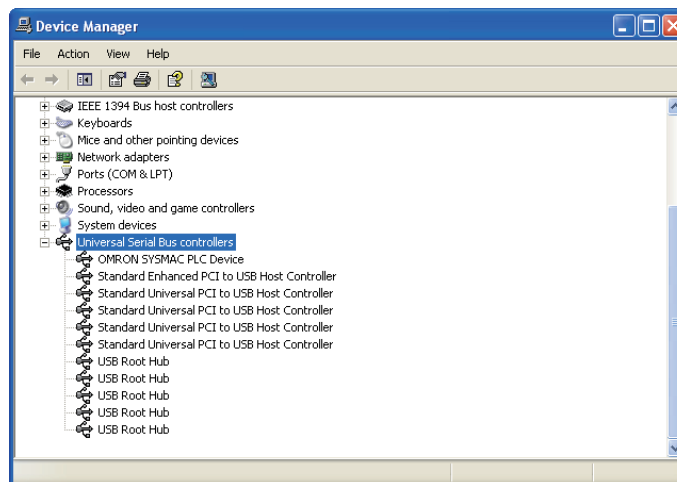 Device Manager
File Action View Help
IEEE 1394 Bus host controllers
Keyboards
Mice and other pointing devices
Network adapters
Ports (COM & LPT)
Processors
Sound, video and game controllers
System devices
Universal Serial Bus controllers
OMRON SYSMAC PLC Device
Standard Enhanced PCI to USB Host Controller
Standard Universal PCI to USB Host Controller
Standard Universal PCI to USB Host Controller
Standard Universal PCI to USB Host Controller
Standard Universal PCI to USB Host Controller
USB Root Hub
USB Root Hub
USB Root Hub
USB Root Hub
USB Root Hub